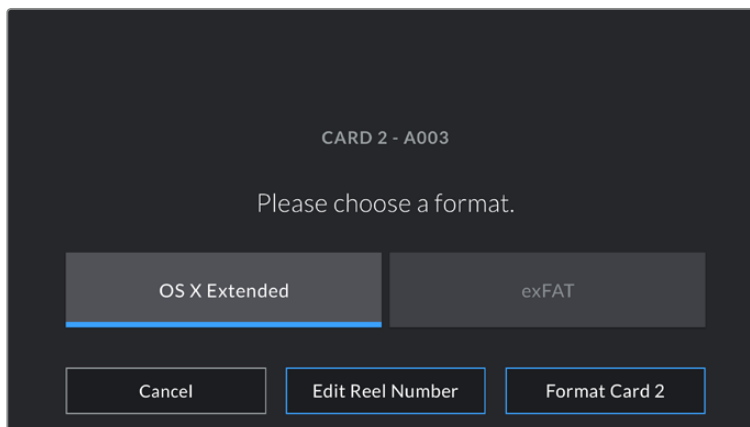 CARD 2 - A003
Please choose a format.
OS X Extended
exFAT
Cancel
Edit Reel Number
Format Card 2